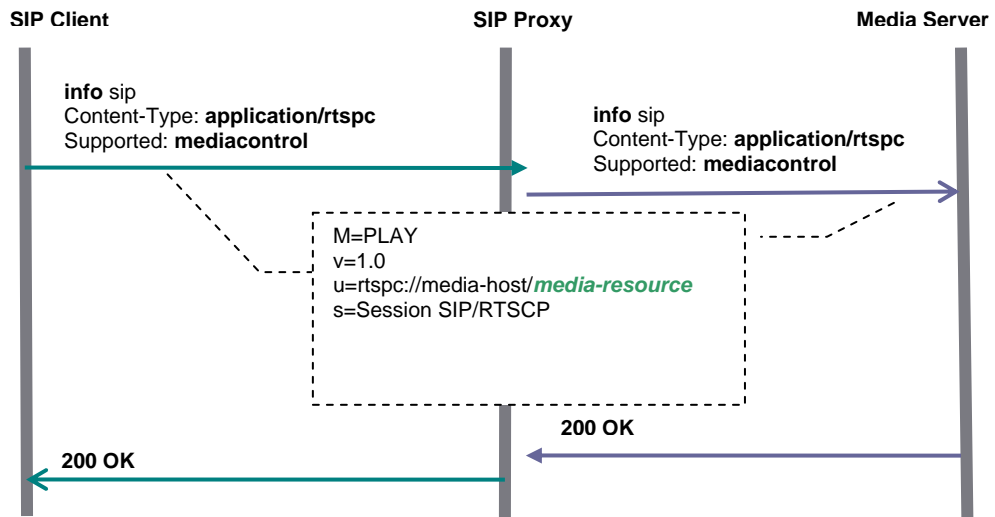 SIP Client
SIP Proxy
Media Server
info sip
Content-Type: application/rtspc
Supported: mediacontrol
info sip
Content-Type: application/rtspc
Supported: mediacontrol
M=PLAY
v=1.0
u=rtspc://media-host/media-resource
s=Session SIP/RTSCP
200 OK
200 OK